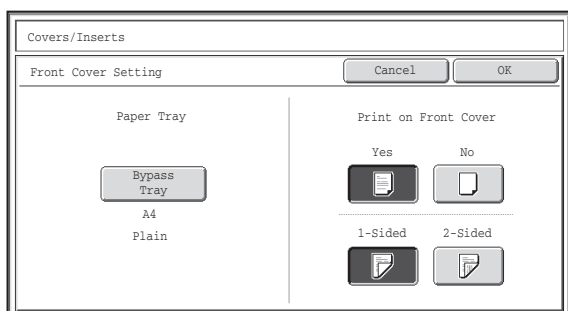 Covers/Inserts
Front Cover Setting
Cancel
OK
Paper Tray
Bypass
Tray
A4
Plain
Print on Front Cover
Yes
No
1-Sided
2-Sided